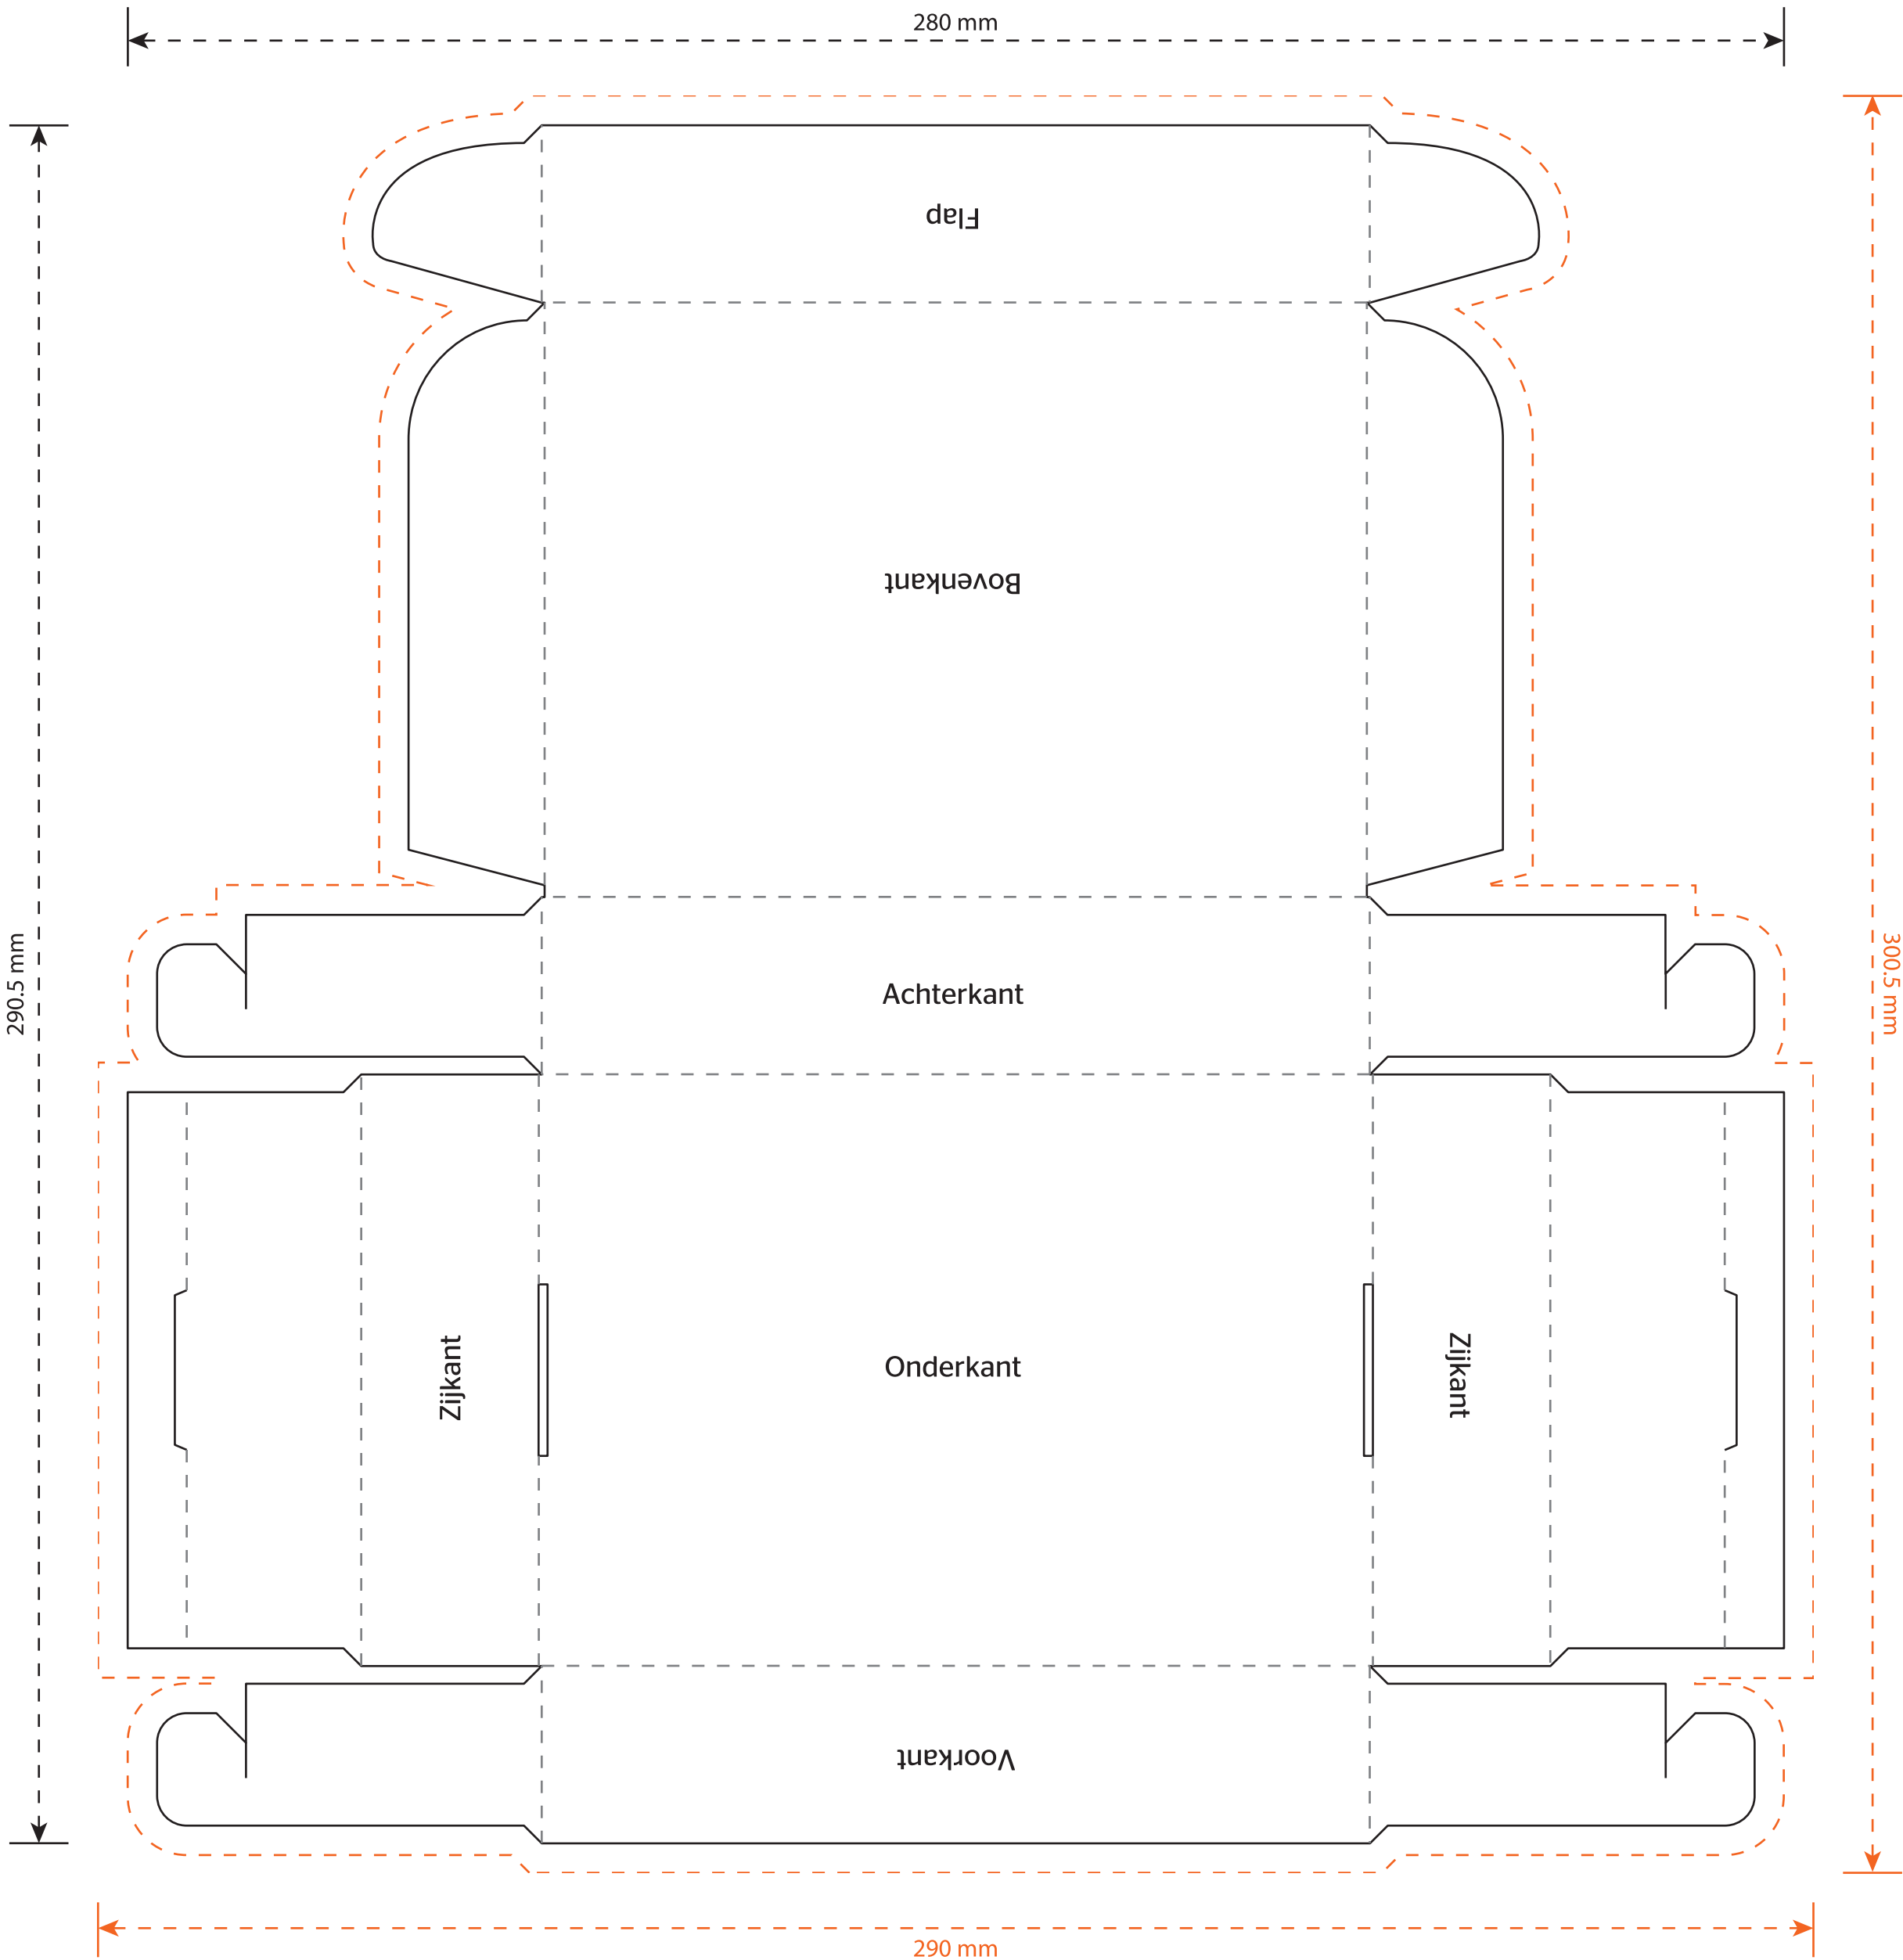 280 mm
Flap
Bovenkant
290.5 mm
300.5 mm
Achterkant
Zijkant
Onderkant
Zijkant
Voorkant
290 mm